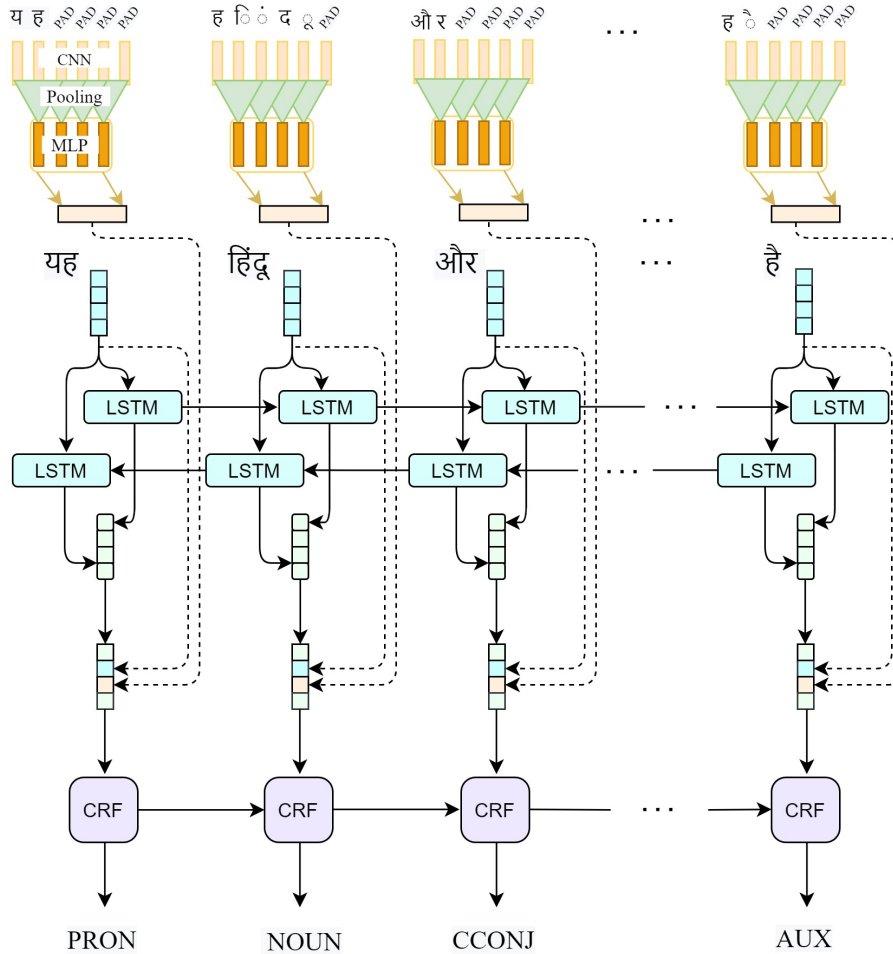 य ह PAD PAD PAD PAD ह ि ं द ू PAD और PAD PAD PAD PAD ... ह ै PAD PAD PAD PAD
CNN
Pooling
MLP
...
यह हिंदू और ... है
LSTM LSTM LSTM ... LSTM
LSTM LSTM LSTM ... LSTM
CRF CRF CRF ... CRF
PRON NOUN CCONJ AUX